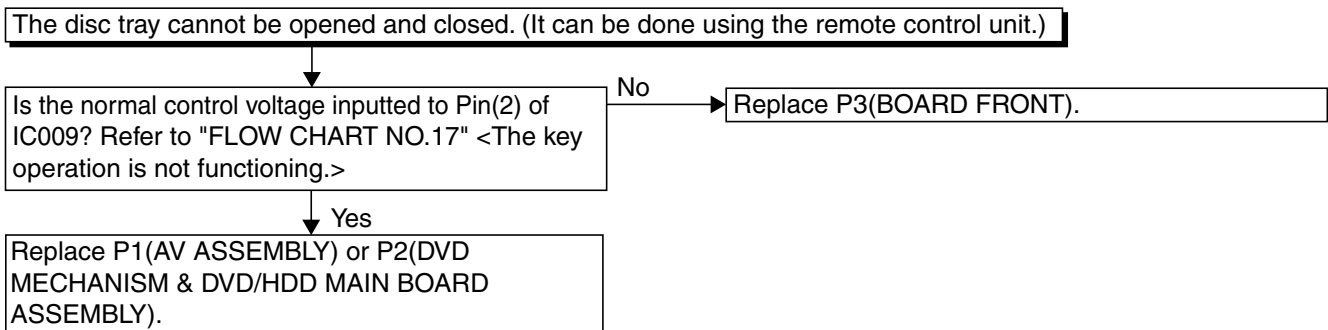 The disc tray cannot be opened and closed. (It can be done using the remote control unit.)
Is the normal control voltage inputted to Pin(2) of
IC009? Refer to "FLOW CHART NO.17" <The key
operation is not functioning.>
No
Replace P3(BOARD FRONT).
Yes
Replace P1(AV ASSEMBLY) or P2(DVD
MECHANISM & DVD/HDD MAIN BOARD
ASSEMBLY).